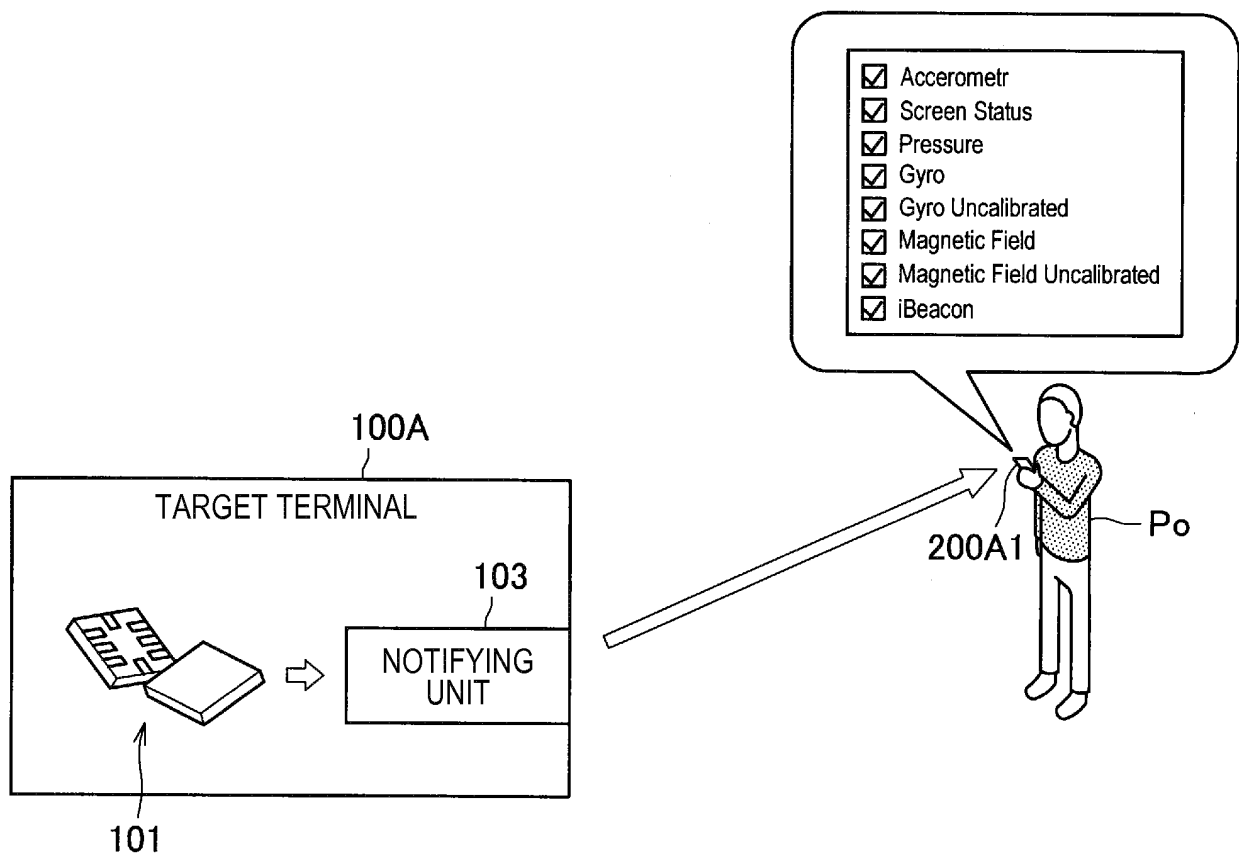 Accerometr
Screen Status
Pressure
Gyro
Gyro Uncalibrated
Magnetic Field
Magnetic Field Uncalibrated
iBeacon
100A
TARGET TERMINAL
103
NOTIFYING
UNIT
101
200A1
Po